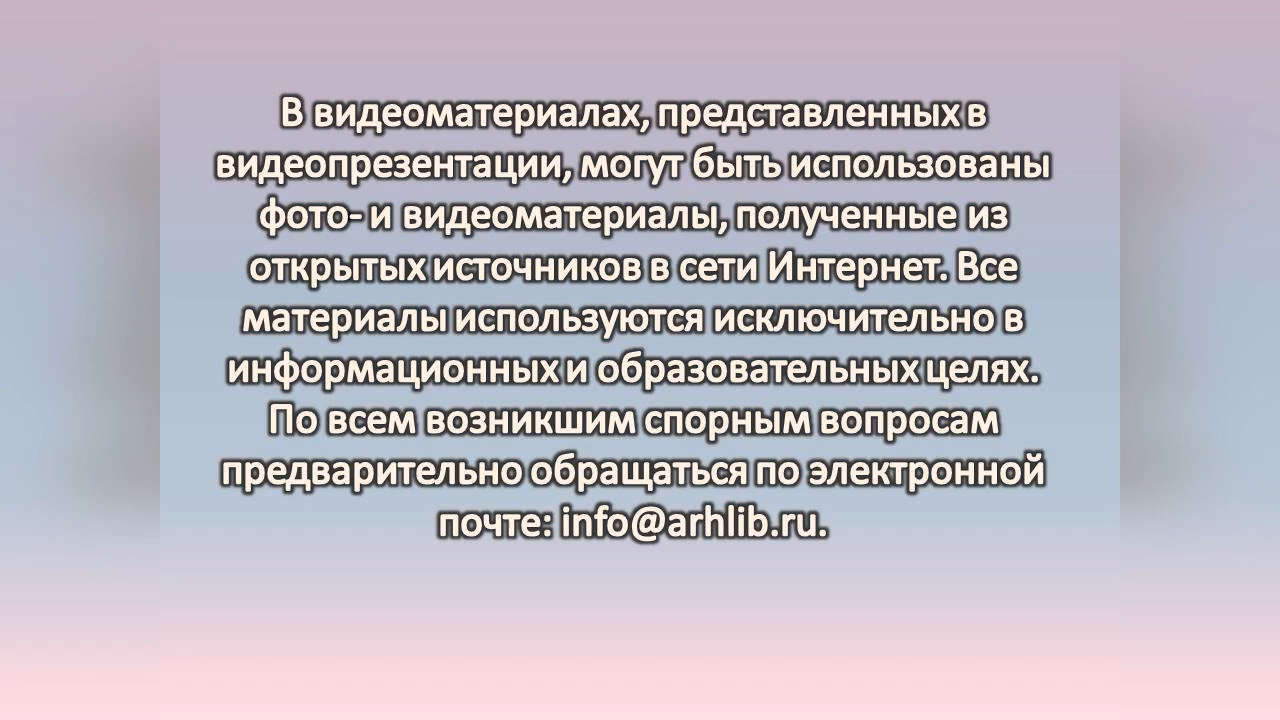 В видеоматериалах, представленных в
видеопрезентации, могут быть использованы
фото- и видеоматериалы, полученные из
открытых источников в сети Интернет. Все
материалы используются исключительно в
информационных и образовательных целях.
По всем возникшим спорным вопросам
предварительно обращаться по электронной
почте: info@arhlib.ru.